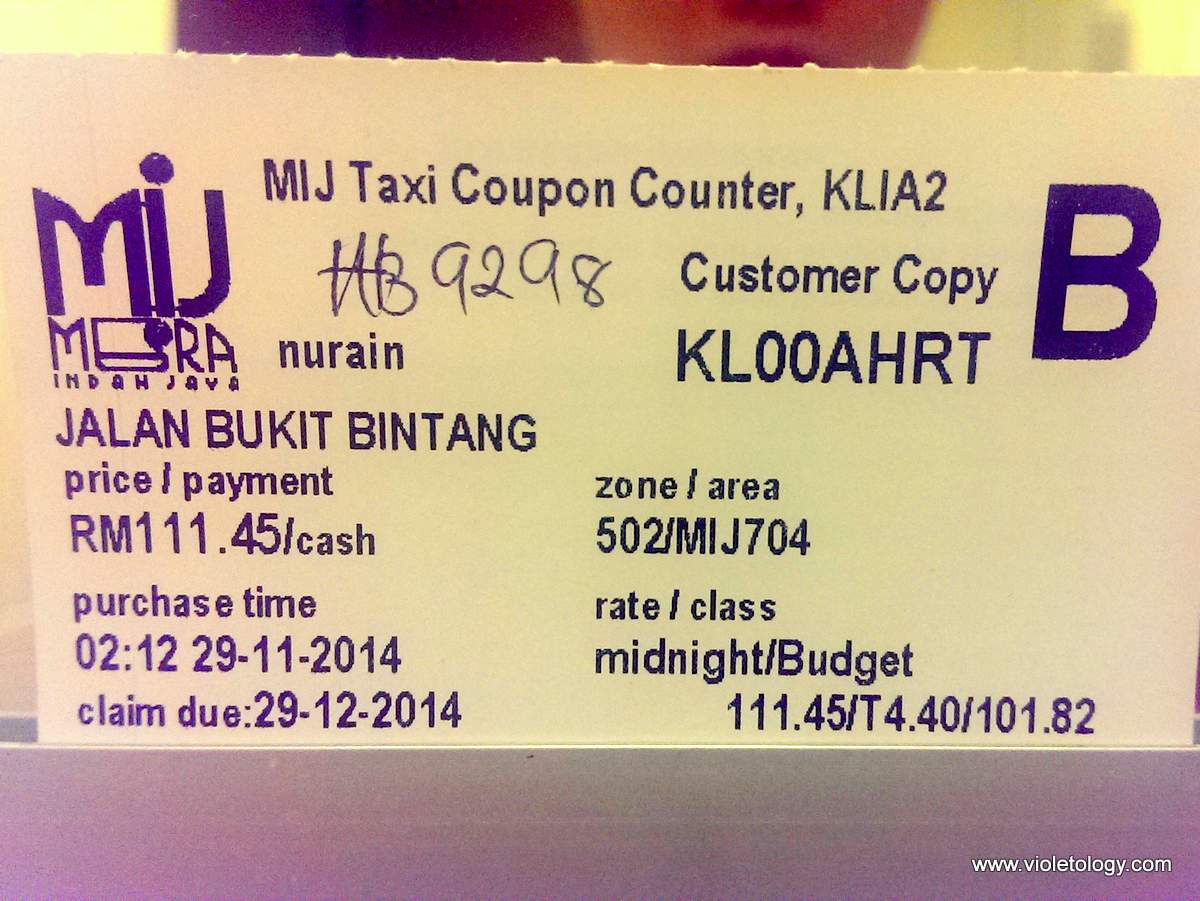 MIJ Taxi Coupon Counter, KLIA2
B
MIJ
MESRA
INDAH JAYA
HB 9298
Customer Copy
nurain
KL00AHRT
JALAN BUKIT BINTANG
price / payment
zone / area
RM111.45/cash
502/MIJ704
purchase time
rate / class
02:12 29-11-2014
midnight/Budget
claim due:29-12-2014
111.45/T4.40/101.82
www.violetology.com